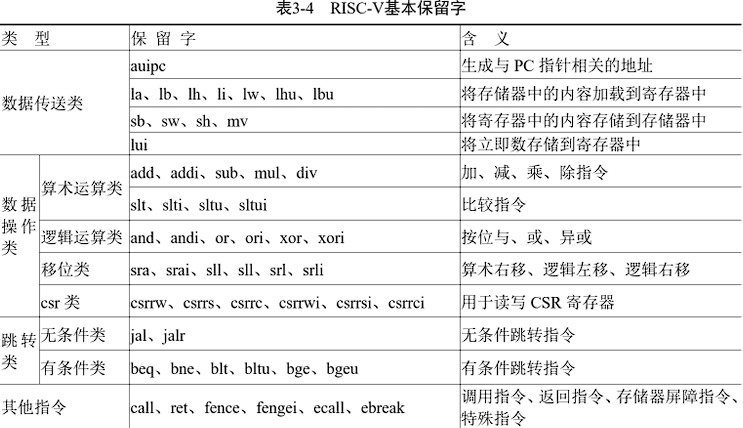 表3-4 RISC-V基本保留字
类 型 保 留 字 含 义
数据传送类
auipc 生成与 PC 指针相关的地址
la、lb、lh、li、lw、lhu、lbu 将存储器中的内容加载到寄存器中
sb、sw、sh、mv 将寄存器中的内容存储到存储器中
lui 将立即数存储到寄存器中
数据操作类
算术运算类 add、addi、sub、mul、div 加、减、乘、除指令
slt、slti、sltu、sltui 比较指令
逻辑运算类 and、andi、or、ori、xor、xori 按位与、或、异或
移位类 sra、srai、sll、sll、srl、srli 算术右移、逻辑左移、逻辑右移
csr 类 csrrw、csrrs、csrrc、csrrwi、csrrsi、csrrci 用于读写 CSR 寄存器
跳转类
无条件类 jal、jalr 无条件跳转指令
有条件类 beq、bne、blt、bltu、bge、bgeu 有条件跳转指令
其他指令 call、ret、fence、fengei、ecall、ebreak 调用指令、返回指令、存储器屏障指令、
特殊指令